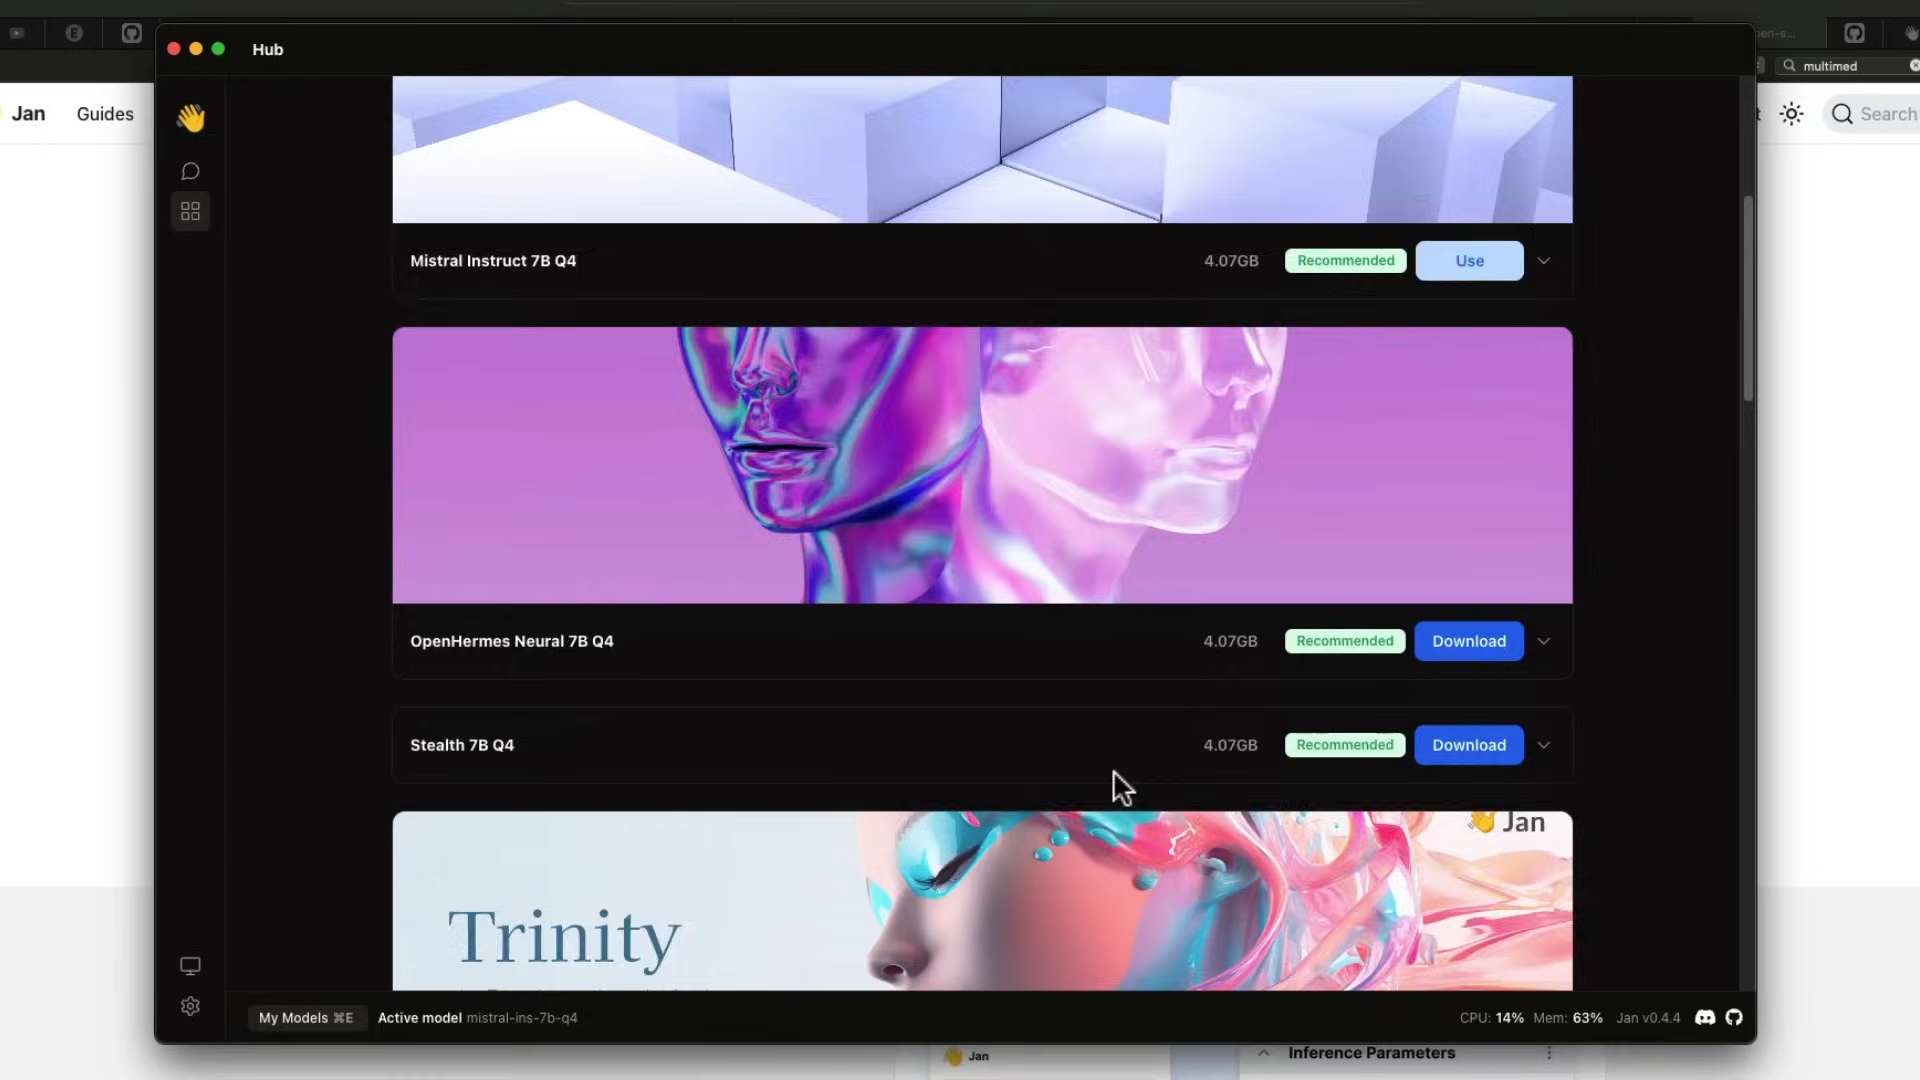 Hub
multimed
Jan
Guides
Search
Mistral Instruct 7B Q4
4.07GB
Recommended
Use
OpenHermes Neural 7B Q4
4.07GB
Recommended
Download
Stealth 7B Q4
4.07GB
Recommended
Download
Jan
Trinity
My Models ⌘E
Active model mistral-ins-7b-q4
CPU: 14% Mem: 63% Jan v0.4.4
Jan
Inference Parameters